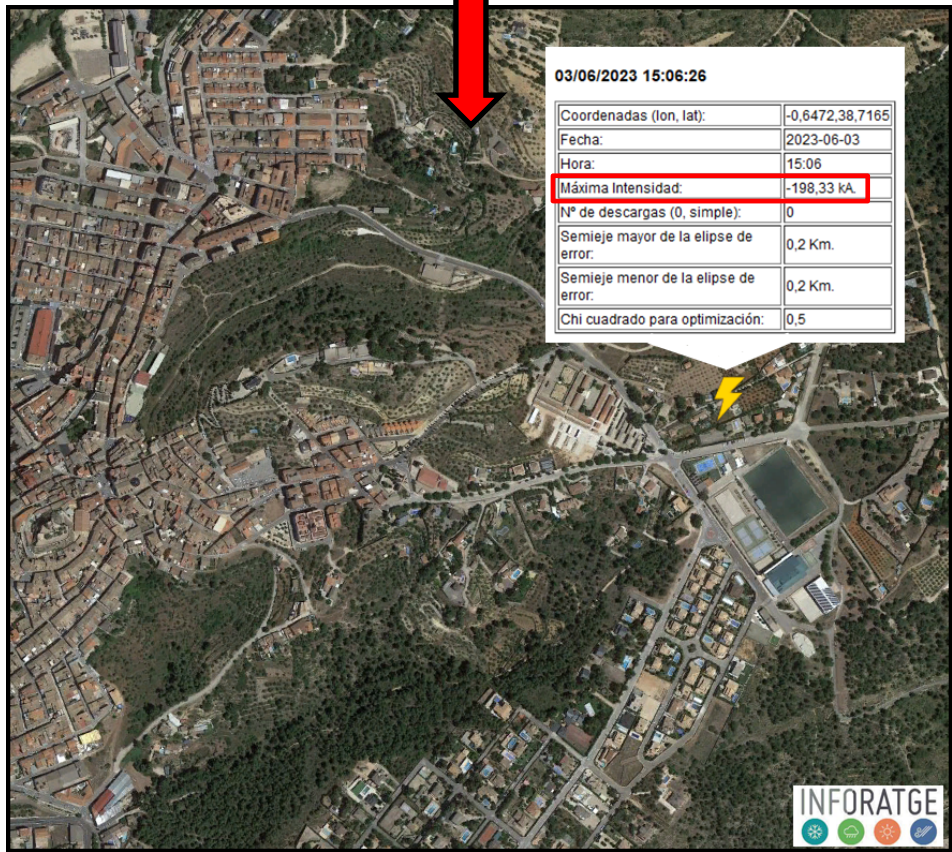 03/06/2023 15:06:26
Coordenadas (lon, lat): -0,6472,38,7165
Fecha: 2023-06-03
Hora: 15:06
Máxima Intensidad: -198,33 kA.
Nº de descargas (0, simple): 0
Semieje mayor de la elipse de
error: 0,2 Km.
Semieje menor de la elipse de
error: 0,2 Km.
Chi cuadrado para optimización: 0,5
INFORATGE